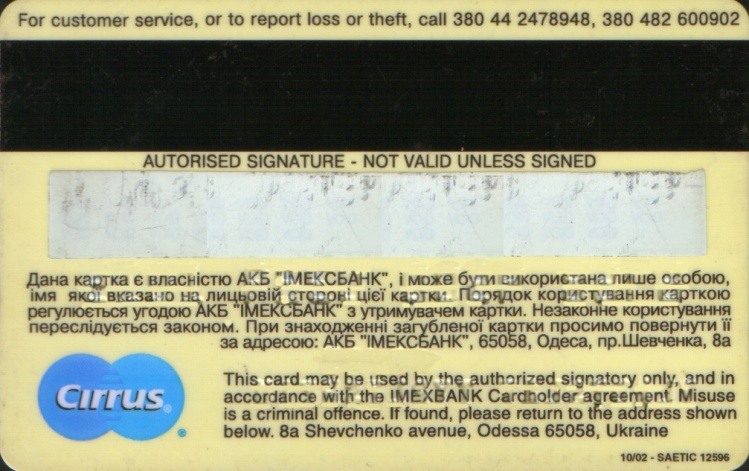 For customer service, or to report loss or theft, call 380 44 2478948, 380 482 600902
AUTORISED SIGNATURE - NOT VALID UNLESS SIGNED
Дана картка є власністю АКБ "ІМЕКСБАНК", і може бути використана лише особою,
імя якої вказано на лицьовій стороні цієї картки. Порядок користування карткою
регулюється угодою АКБ "ІМЕКСБАНК" з утримувачем картки. Незаконне користування
переслідується законом. При знаходженні загубленої картки просимо повернути її
за адресою: АКБ "ІМЕКСБАНК", 65058, Одеса, пр.Шевченка, 8а
Cirrus®
This card may be used by the authorized signatory only, and in
accordance with the IMEXBANK Cardholder agreement. Misuse
is a criminal offence. If found, please return to the address shown
below. 8a Shevchenko avenue, Odessa 65058, Ukraine
10/02 - SAETIC 12596